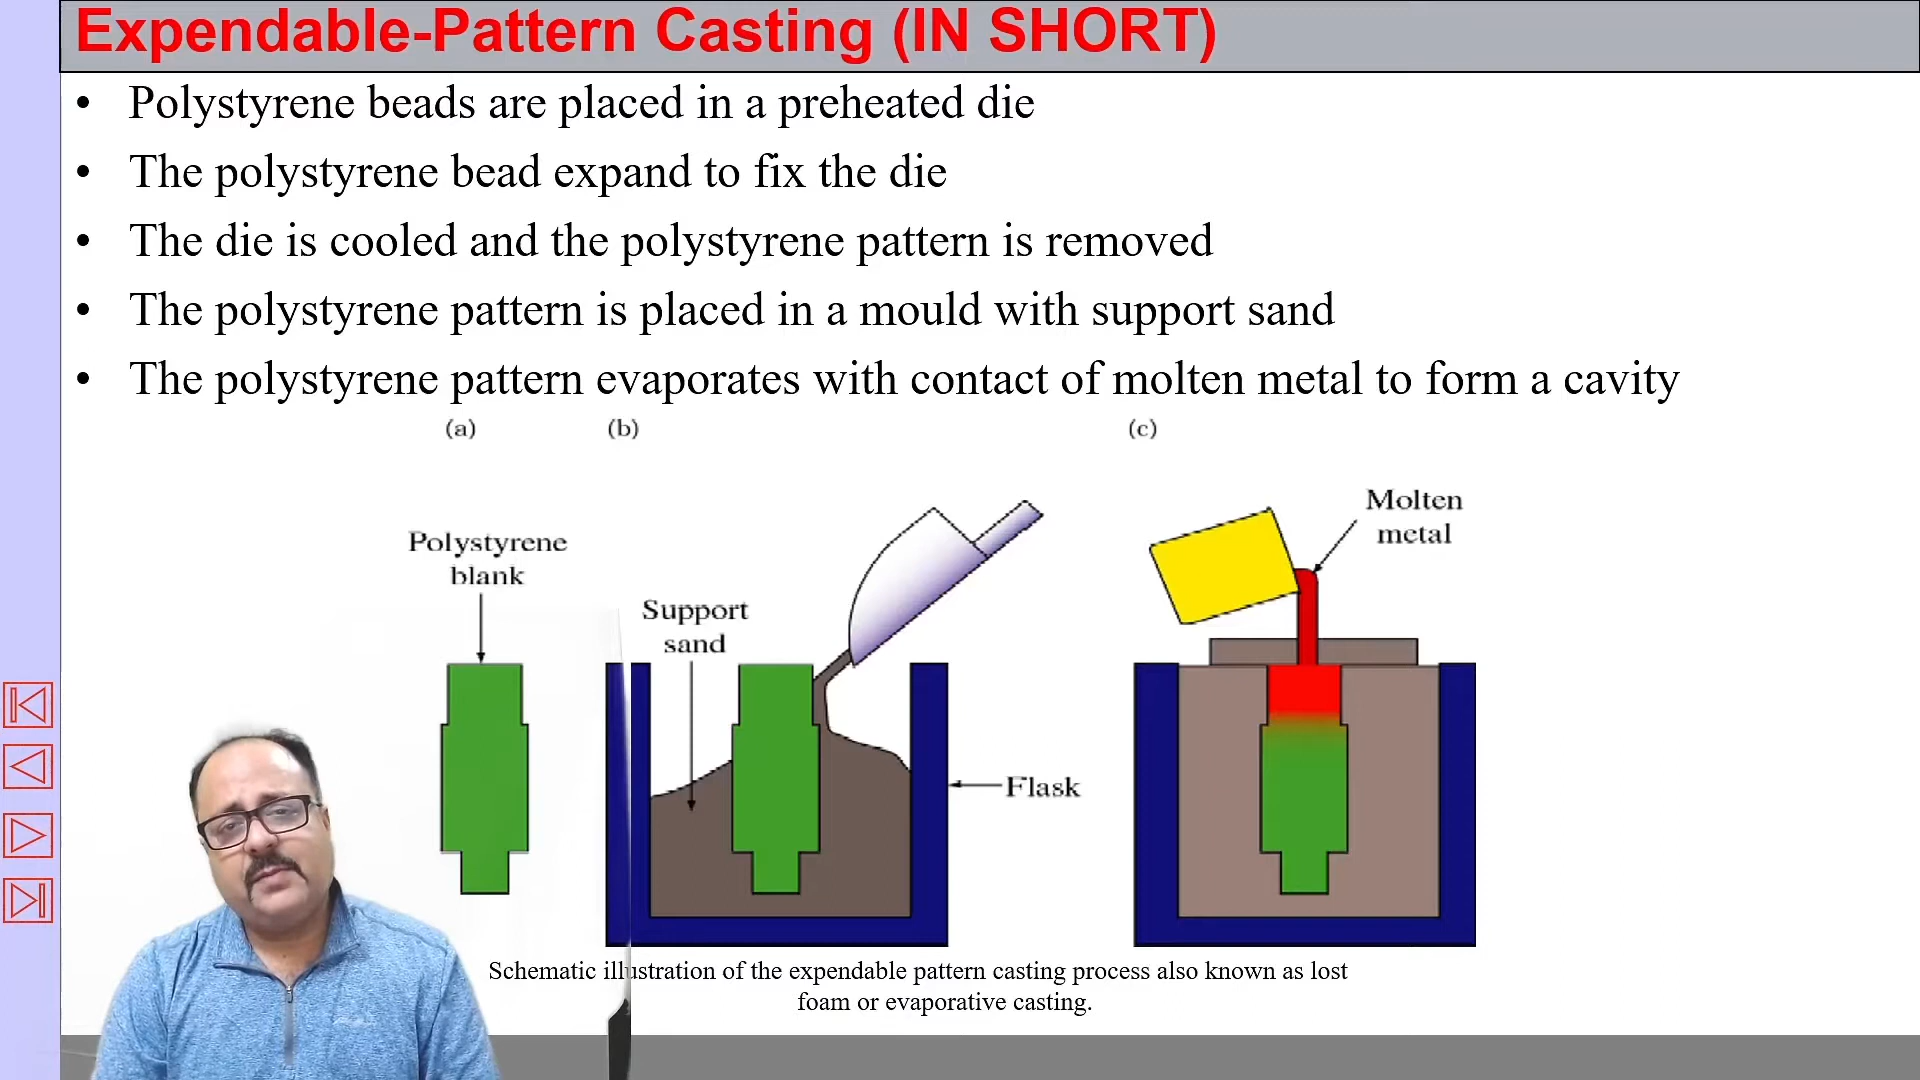 Expendable-Pattern Casting (IN SHORT)
• Polystyrene beads are placed in a preheated die
• The polystyrene bead expand to fix the die
• The die is cooled and the polystyrene pattern is removed
• The polystyrene pattern is placed in a mould with support sand
• The polystyrene pattern evaporates with contact of molten metal to form a cavity
(a)
(b)
(c)
Polystyrene
blank
Support
sand
Flask
Molten
metal
Schematic illustration of the expendable pattern casting process also known as lost
foam or evaporative casting.